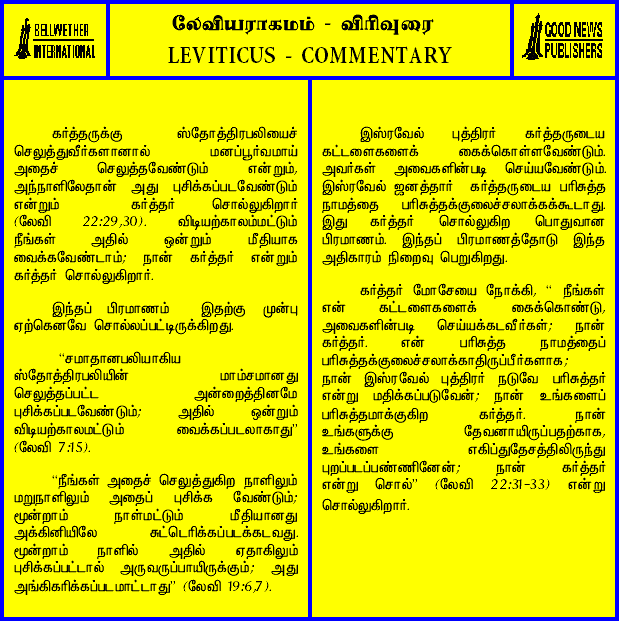 BELLWETHER
INTERNATIONAL
லேவியராகமம் - விரிவுரை
LEVITICUS - COMMENTARY
GOOD NEWS
PUBLISHERS
கர்த்தருக்கு ஸ்தோத்திரபலியைச்
செலுத்துவீர்களானால் மனப்பூர்வமாய்
அதைச் செலுத்தவேண்டும் என்றும்,
அந்நாளிலேதான் அது புசிக்கப்படவேண்டும்
என்றும் கர்த்தர் சொல்லுகிறார்
(லேவி 22:29,30). விடியற்காலம்மட்டும்
நீங்கள் அதில் ஒன்றும் மீதியாக
வைக்கவேண்டாம்; நான் கர்த்தர் என்றும்
கர்த்தர் சொல்லுகிறார்.
இந்தப் பிரமாணம் இதற்கு முன்பு
ஏற்கெனவே சொல்லப்பட்டிருக்கிறது.
“சமாதானபலியாகிய
ஸ்தோத்திரபலியின் மாம்சமானது
செலுத்தப்பட்ட அன்றைத்தினமே
புசிக்கப்படவேண்டும்; அதில் ஒன்றும்
விடியற்காலமட்டும் வைக்கப்படலாகாது”
(லேவி 7:15).
“நீங்கள் அதைச் செலுத்துகிற நாளிலும்
மறுநாளிலும் அதைப் புசிக்க வேண்டும்;
மூன்றாம் நாள்மட்டும் மீதியானது
அக்கினியிலே சுட்டெரிக்கப்படக்கடவது.
மூன்றாம் நாளில் அதில் ஏதாகிலும்
புசிக்கப்பட்டால் அருவருப்பாயிருக்கும்; அது
அங்கிகரிக்கப்படமாட்டாது” (லேவி 19:6,7).
இஸ்ரவேல் புத்திரர் கர்த்தருடைய
கட்டளைகளைக் கைக்கொள்ளவேண்டும்.
அவர்கள் அவைகளின்படி செய்யவேண்டும்.
இஸ்ரவேல் ஜனத்தார் கர்த்தருடைய பரிசுத்த
நாமத்தை பரிசுத்தக்குலைச்சலாக்கக்கூடாது.
இது கர்த்தர் சொல்லுகிற பொதுவான
பிரமாணம். இந்தப் பிரமாணத்தோடு இந்த
அதிகாரம் நிறைவு பெறுகிறது.
கர்த்தர் மோசேயை நோக்கி, “ நீங்கள்
என் கட்டளைகளைக் கைக்கொண்டு,
அவைகளின்படி செய்யக்கடவீர்கள்; நான்
கர்த்தர். என் பரிசுத்த நாமத்தைப்
பரிசுத்தக்குலைச்சலாக்காதிருப்பீர்களாக;
நான் இஸ்ரவேல் புத்திரர் நடுவே பரிசுத்தர்
என்று மதிக்கப்படுவேன்; நான் உங்களைப்
பரிசுத்தமாக்குகிற கர்த்தர். நான்
உங்களுக்கு தேவனாயிருப்பதற்காக,
உங்களை எகிப்துதேசத்திலிருந்து
புறப்படப்பண்ணினேன்; நான் கர்த்தர்
என்று சொல்” (லேவி 22:31-33) என்று
சொல்லுகிறார்.